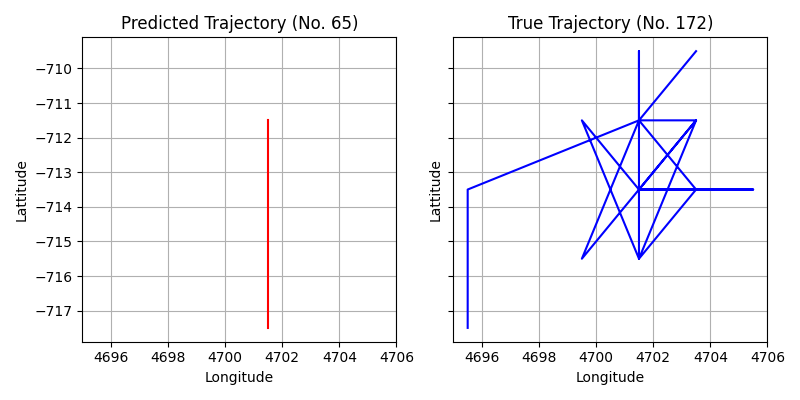 Predicted Trajectory (No. 65)
True Trajectory (No. 172)
−710
−711
−712
−713
−714
−715
−716
−717
Lattitude
Lattitude
4696 4698 4700 4702 4704 4706
4696 4698 4700 4702 4704 4706
Longitude
Longitude